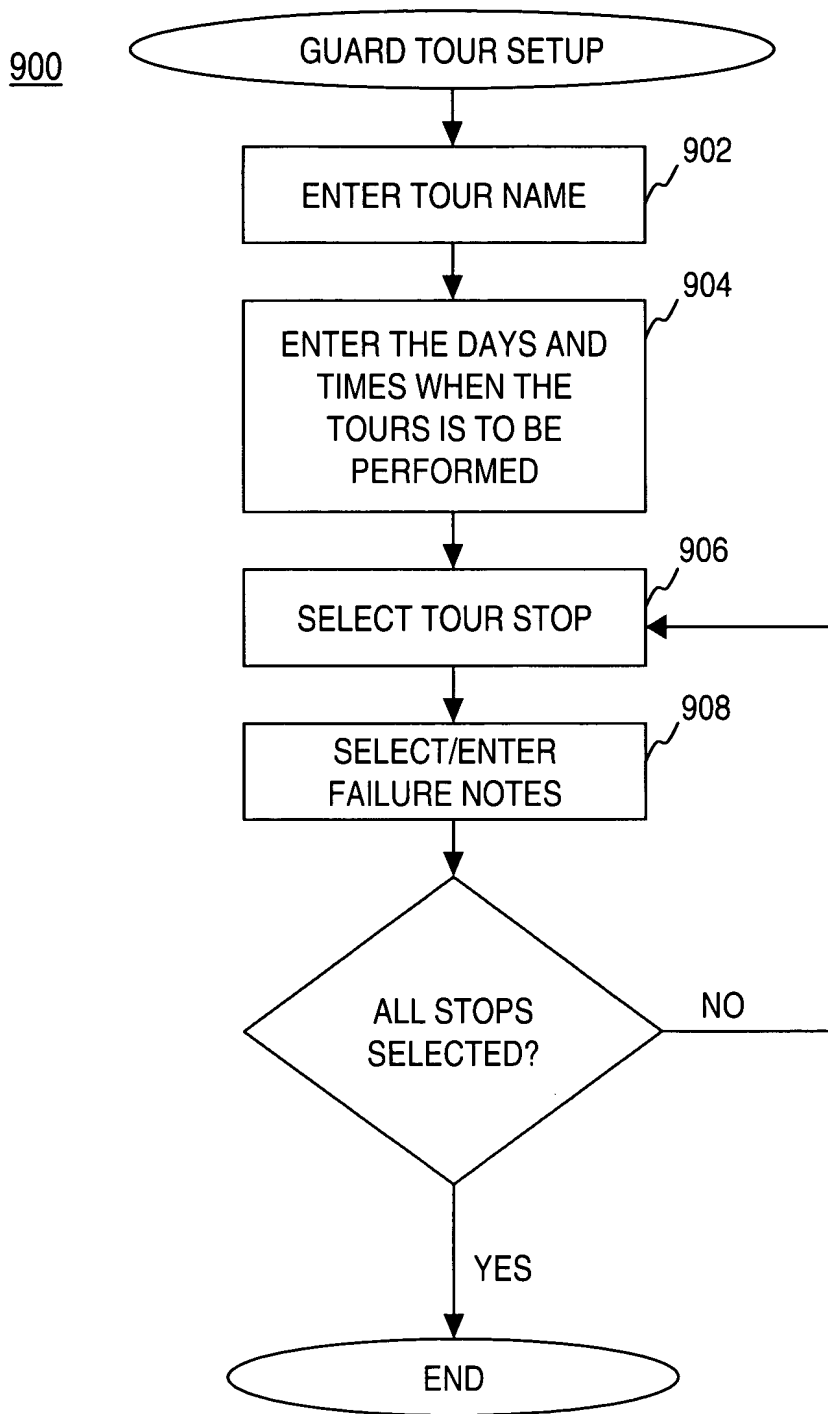 900
GUARD TOUR SETUP
902
ENTER TOUR NAME
904
ENTER THE DAYS AND
TIMES WHEN THE
TOURS IS TO BE
PERFORMED
906
SELECT TOUR STOP
908
SELECT/ENTER
FAILURE NOTES
ALL STOPS
SELECTED?
NO
YES
END